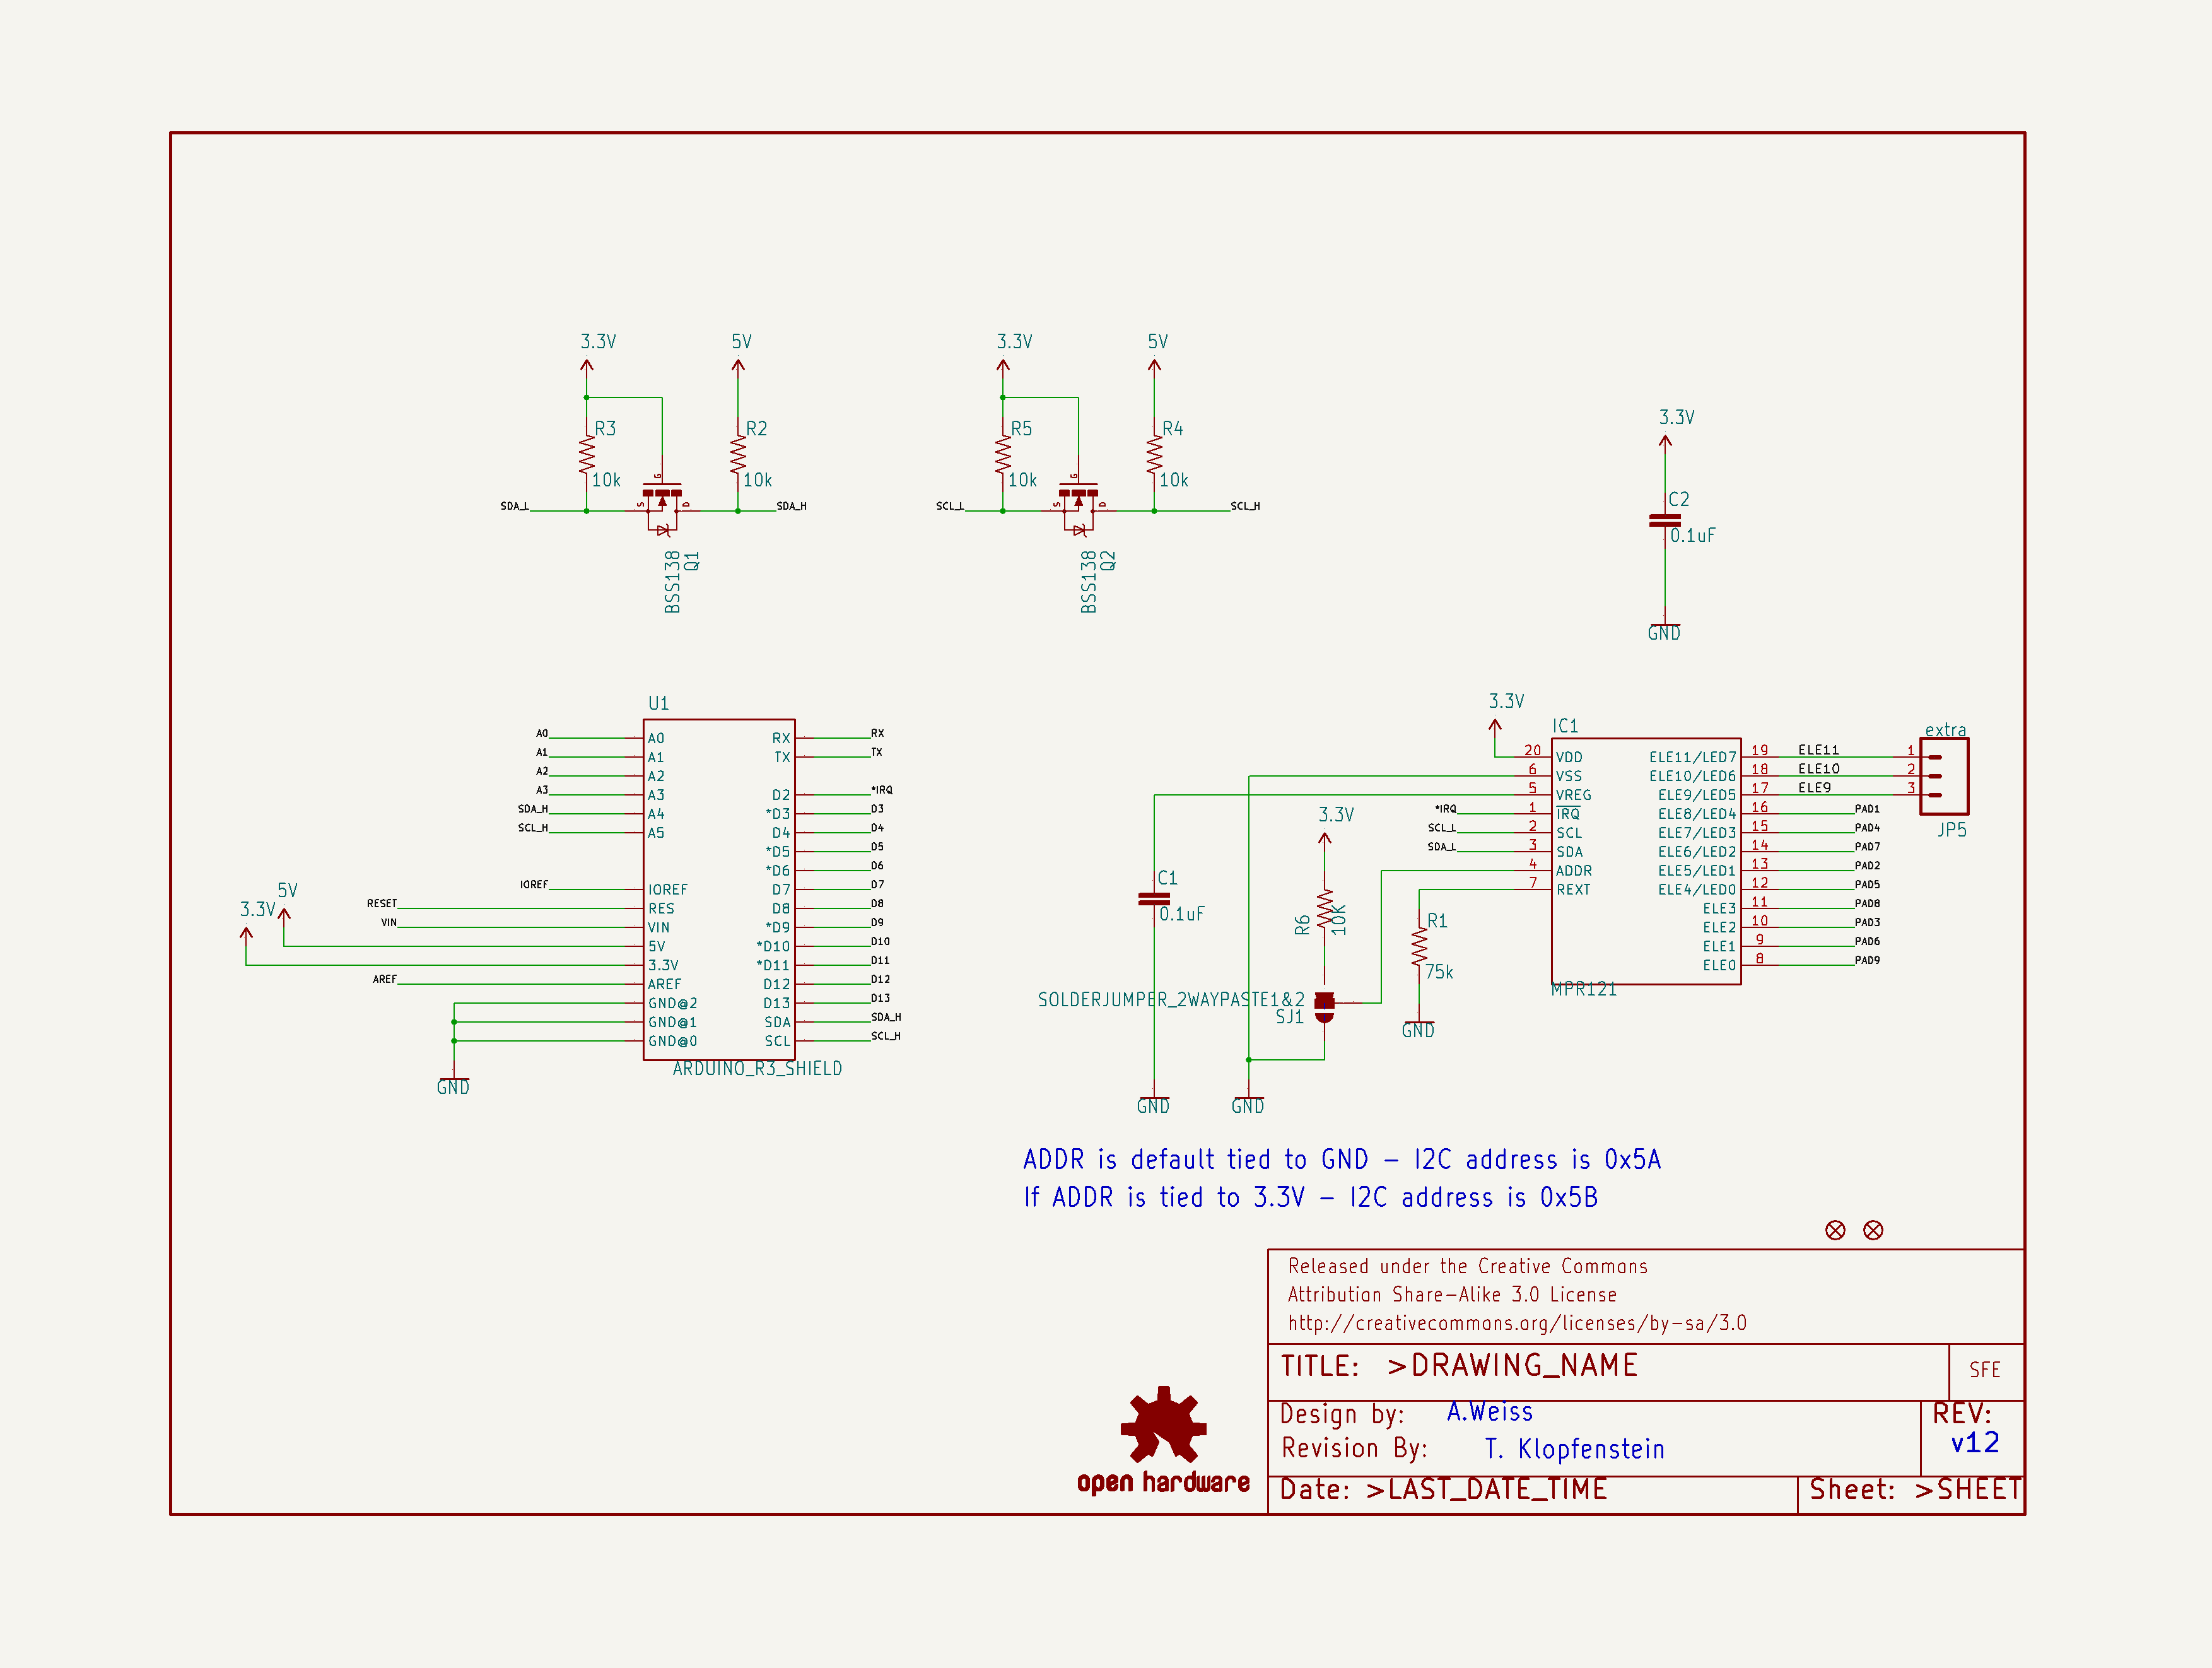 3.3V
5V
R3
10k
R2
10k
G
S
D
SDA_L
SDA_H
BSS138
Q1
3.3V
5V
R5
10k
R4
10k
G
S
D
SCL_L
SCL_H
BSS138
Q2
3.3V
C2
0.1uF
GND
U1
A0 A0 RX RX
A1 A1 TX TX
A2 A2
A3 A3 D2 *IRQ
SDA_H A4 *D3 D3
SCL_H A5 D4 D4
*D5 D5
*D6 D6
IOREF IOREF D7 D7
RESET RES D8 D8
VIN VIN *D9 D9
5V 5V *D10 D10
3.3V 3.3V *D11 D11
AREF AREF D12 D12
GND@2 D13 D13
GND@1 SDA SDA_H
GND@0 SCL SCL_H
GND
ARDUINO_R3_SHIELD
3.3V
IC1
20 VDD ELE11/LED7 19 ELE11
6 VSS ELE10/LED6 18 ELE10
5 VREG ELE9/LED5 17 ELE9
*IRQ 1 IRQ ELE8/LED4 16 PAD1
SCL_L 2 SCL ELE7/LED3 15 PAD4
SDA_L 3 SDA ELE6/LED2 14 PAD7
4 ADDR ELE5/LED1 13 PAD2
7 REXT ELE4/LED0 12 PAD5
ELE3 11 PAD8
ELE2 10 PAD3
ELE1 9 PAD6
ELE0 8 PAD9
MPR121
extra
1
2
3
JP5
3.3V
C1
0.1uF
R6
10K
R1
75k
SOLDERJUMPER_2WAYPASTE1&2
SJ1
GND
GND
GND
ADDR is default tied to GND - I2C address is 0x5A
If ADDR is tied to 3.3V - I2C address is 0x5B
Released under the Creative Commons
Attribution Share-Alike 3.0 License
http://creativecommons.org/licenses/by-sa/3.0
TITLE: >DRAWING_NAME
SFE
Design by: A.Weiss
REV:
v12
Revision By: T. Klopfenstein
Date: >LAST_DATE_TIME
Sheet: >SHEET
open hardware